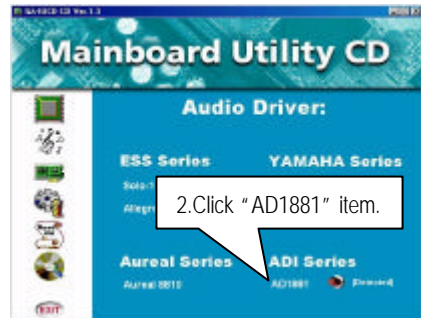 Mainboard Utility CD
Audio Driver:
ESS Series YAMAHA Series
2.Click “AD1881” item.
Aureal Series ADI Series
Aureal 8810 AD1881 (Detected)
EXIT